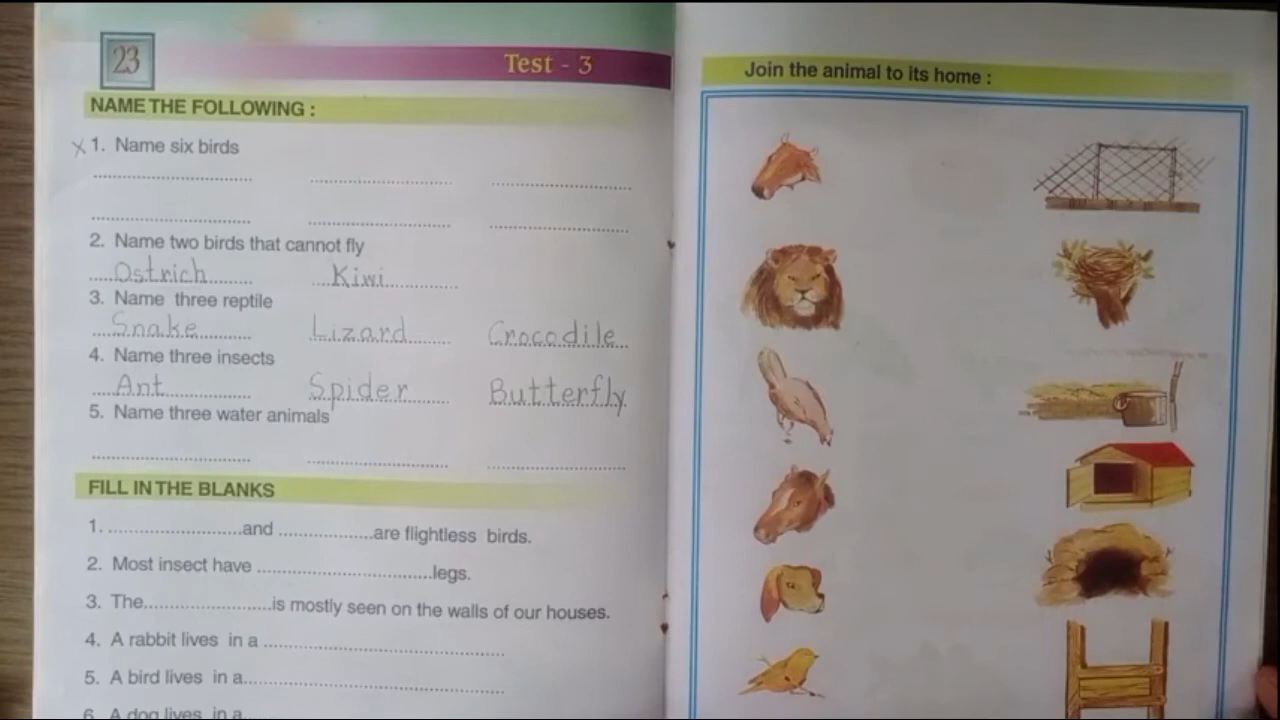 23
Test - 3
NAME THE FOLLOWING :
X 1. Name six birds
2. Name two birds that cannot fly
Ostrich Kiwi
3. Name three reptile
Snake Lizard Crocodile
4. Name three insects
Ant Spider Butterfly
5. Name three water animals
FILL IN THE BLANKS
1. ........................and ..................are flightless birds.
2. Most insect have ................................legs.
3. The.......................is mostly seen on the walls of our houses.
4. A rabbit lives in a ...........................................
5. A bird lives in a..............................................
6. A dog lives in a
Join the animal to its home :